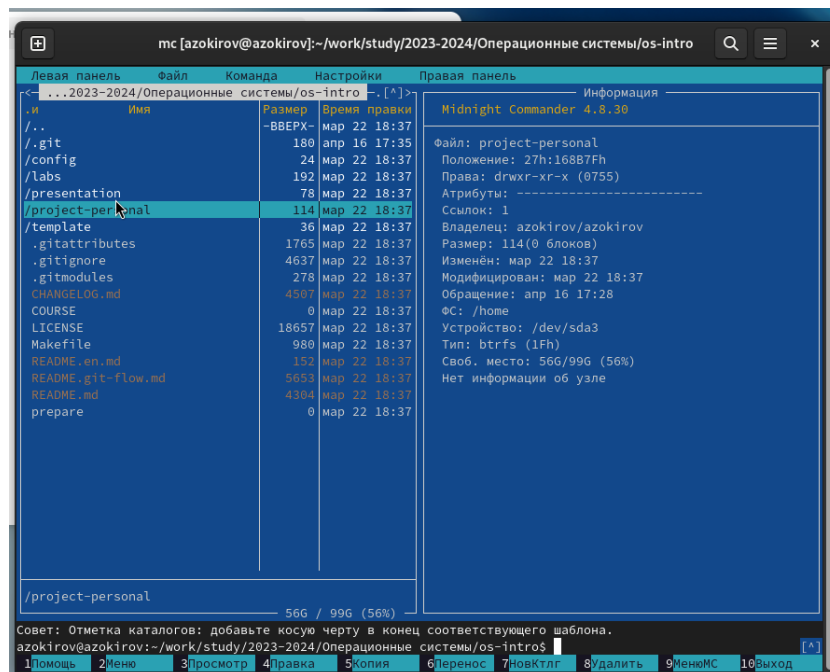 mc [azokirov@azokirov]:~/work/study/2023-2024/Операционные системы/os-intro
Левая панель Файл Команда Настройки Правая панель
<─ ...2023-2024/Операционные системы/os-intro ─.[^]>
.и Имя Размер Время правки
/.. -ВВЕРХ- мар 22 18:37
/.git 180 апр 16 17:35
/config 24 мар 22 18:37
/labs 192 мар 22 18:37
/presentation 78 мар 22 18:37
/project-personal 114 мар 22 18:37
/template 36 мар 22 18:37
.gitattributes 1765 мар 22 18:37
.gitignore 4637 мар 22 18:37
.gitmodules 278 мар 22 18:37
CHANGELOG.md 4507 мар 22 18:37
COURSE 0 мар 22 18:37
LICENSE 18657 мар 22 18:37
Makefile 980 мар 22 18:37
README.en.md 152 мар 22 18:37
README.git-flow.md 5653 мар 22 18:37
README.md 4304 мар 22 18:37
prepare 0 мар 22 18:37
/project-personal
56G / 99G (56%)
Информация
Midnight Commander 4.8.30
Файл: project-personal
Положение: 27h:168B7Fh
Права: drwxr-xr-x (0755)
Атрибуты: -------------------------
Ссылок: 1
Владелец: azokirov/azokirov
Размер: 114(0 блоков)
Изменён: мар 22 18:37
Модифицирован: мар 22 18:37
Обращение: апр 16 17:28
ФС: /home
Устройство: /dev/sda3
Тип: btrfs (1Fh)
Своб. место: 56G/99G (56%)
Нет информации об узле
Совет: Отметка каталогов: добавьте косую черту в конец соответствующего шаблона.
azokirov@azokirov:~/work/study/2023-2024/Операционные системы/os-intro$ [^]
1Помощь 2Меню 3Просмотр 4Правка 5Копия 6Перенос 7НовКтлг 8Удалить 9МенюМС 10Выход